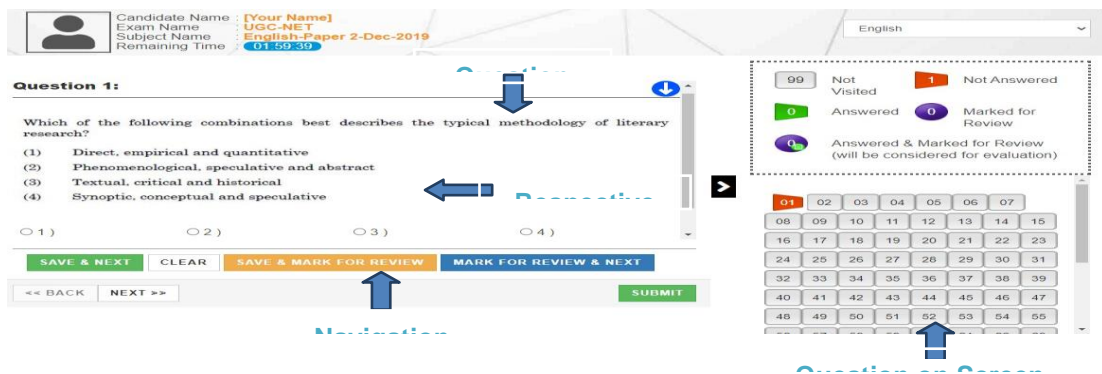 Candidate Name : [Your Name]
Exam Name : UGC-NET
Subject Name : English-Paper 2-Dec-2019
Remaining Time : 01:59:39
English
Question
Question 1:
Which of the following combinations best describes the typical methodology of literary
research?
(1) Direct, empirical and quantitative
(2) Phenomenological, speculative and abstract
(3) Textual, critical and historical
(4) Synoptic, conceptual and speculative
Respective
1 ) 2 ) 3 ) 4 )
SAVE & NEXT CLEAR SAVE & MARK FOR REVIEW MARK FOR REVIEW & NEXT
<< BACK NEXT >> SUBMIT
Navigation
99 Not Visited 1 Not Answered
0 Answered 0 Marked for Review
0 Answered & Marked for Review
(will be considered for evaluation)
01 02 03 04 05 06 07
08 09 10 11 12 13 14 15
16 17 18 19 20 21 22 23
24 25 26 27 28 29 30 31
32 33 34 35 36 37 38 39
40 41 42 43 44 45 46 47
48 49 50 51 52 53 54 55
Question on Screen